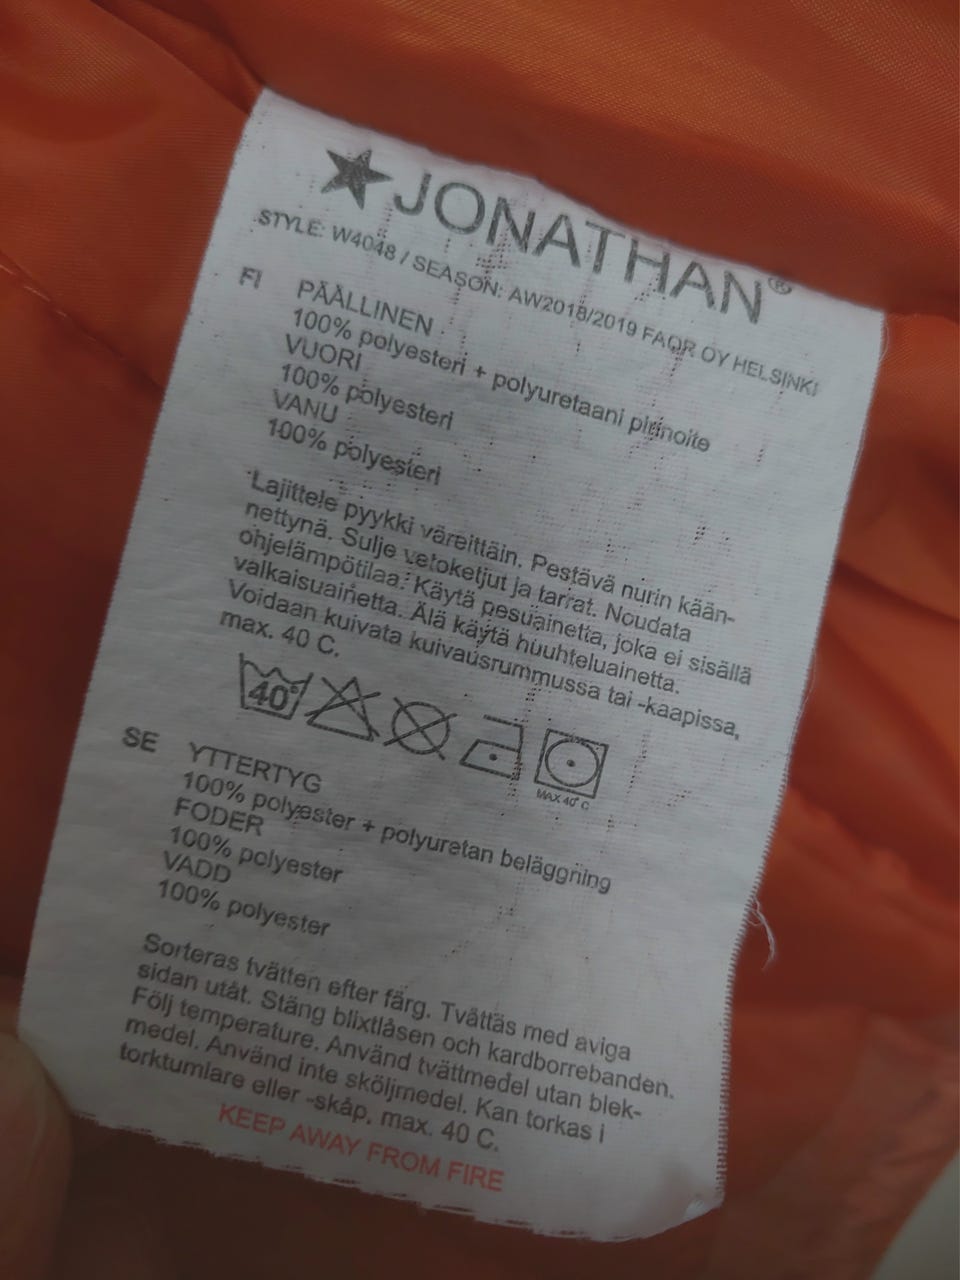 ★JONATHAN®
STYLE: W4048 / SEASON: AW2018/2019 FAQR OY HELSINKI
FI PÄÄLLINEN
100% polyesteri + polyuretaani pinnoite
VUORI
100% polyesteri
VANU
100% polyesteri
Lajittele pyykki väreittäin. Pestävä nurin kään-
nettynä. Sulje vetoketjut ja tarrat. Noudata
ohjelämpötilaa. Käytä pesuainetta, joka ei sisällä
valkaisuainetta. Älä käytä huuhteluainetta.
Voidaan kuivata kuivausrummussa tai -kaapissa,
max. 40 C.
40°
MAX 40° C
SE YTTERTYG
100% polyester + polyuretan beläggning
FODER
100% polyester
VADD
100% polyester
Sorteras tvätten efter färg. Tvättäs med aviga
sidan utåt. Stäng blixtlåsen och kardborrebanden.
Följ temperature. Använd tvättmedel utan blek-
medel. Använd inte sköljmedel. Kan torkas i
torktumlare eller -skåp, max. 40 C.
KEEP AWAY FROM FIRE